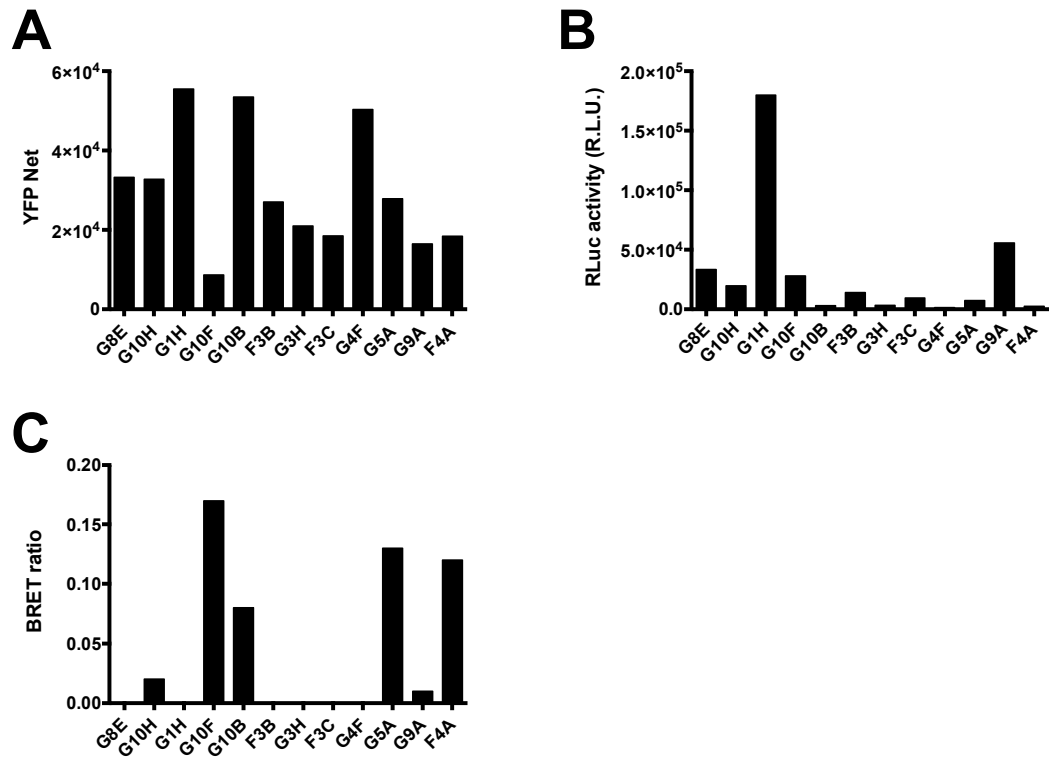 A
YFP Net
6×10⁴
4×10⁴
2×10⁴
0
G8E G10H G1H G10F G10B F3B G3H F3C G4F G5A G9A F4A
B
RLuc activity (R.L.U.)
2.0×10⁵
1.5×10⁵
1.0×10⁵
5.0×10⁴
0.0
G8E G10H G1H G10F G10B F3B G3H F3C G4F G5A G9A F4A
C
BRET ratio
0.20
0.15
0.10
0.05
0.00
G8E G10H G1H G10F G10B F3B G3H F3C G4F G5A G9A F4A